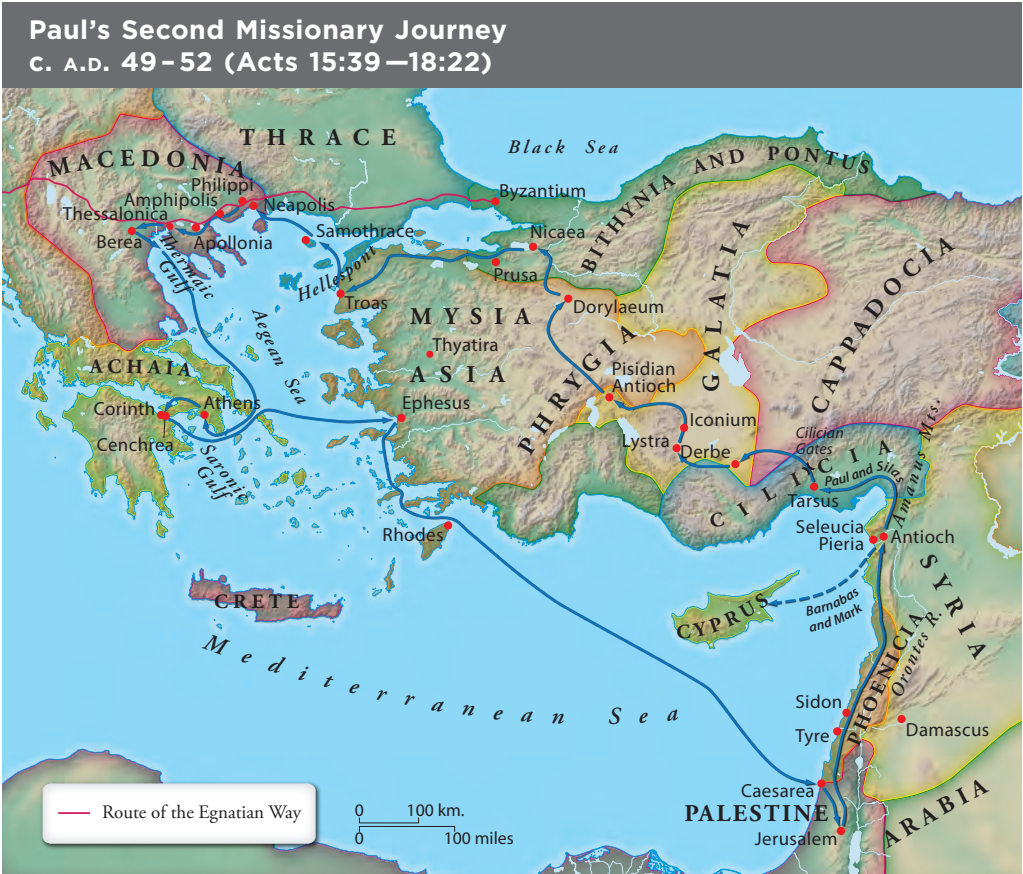 Paul's Second Missionary Journey
c. A.D. 49–52 (Acts 15:39—18:22)
THRACE
Black Sea
MACEDONIA
BITHYNIA AND PONTUS
Philippi
Amphipolis
Neapolis
Byzantium
Thessalonica
Berea
Apollonia
Samothrace
Nicaea
Thermaic
Gulf
Hellespont
Prusa
Troas
Dorylaeum
GALATIA
CAPPADOCIA
Aegean Sea
MYSIA
Thyatira
ASIA
PHRYGIA
ACHAIA
Pisidian
Antioch
Corinth
Athens
Ephesus
Iconium
Cenchrea
Lystra
Derbe
Cilician
Gates
Saronic
Gulf
CILICIA
Paul and Silas
Amanus Mts.
Tarsus
Rhodes
Seleucia
Pieria
Antioch
SYRIA
CRETE
CYPRUS
Barnabas
and Mark
PHOENICIA
Orontes R.
Mediterranean Sea
Sidon
Tyre
Damascus
Caesarea
PALESTINE
Jerusalem
ARABIA
Route of the Egnatian Way
0 100 km.
0 100 miles